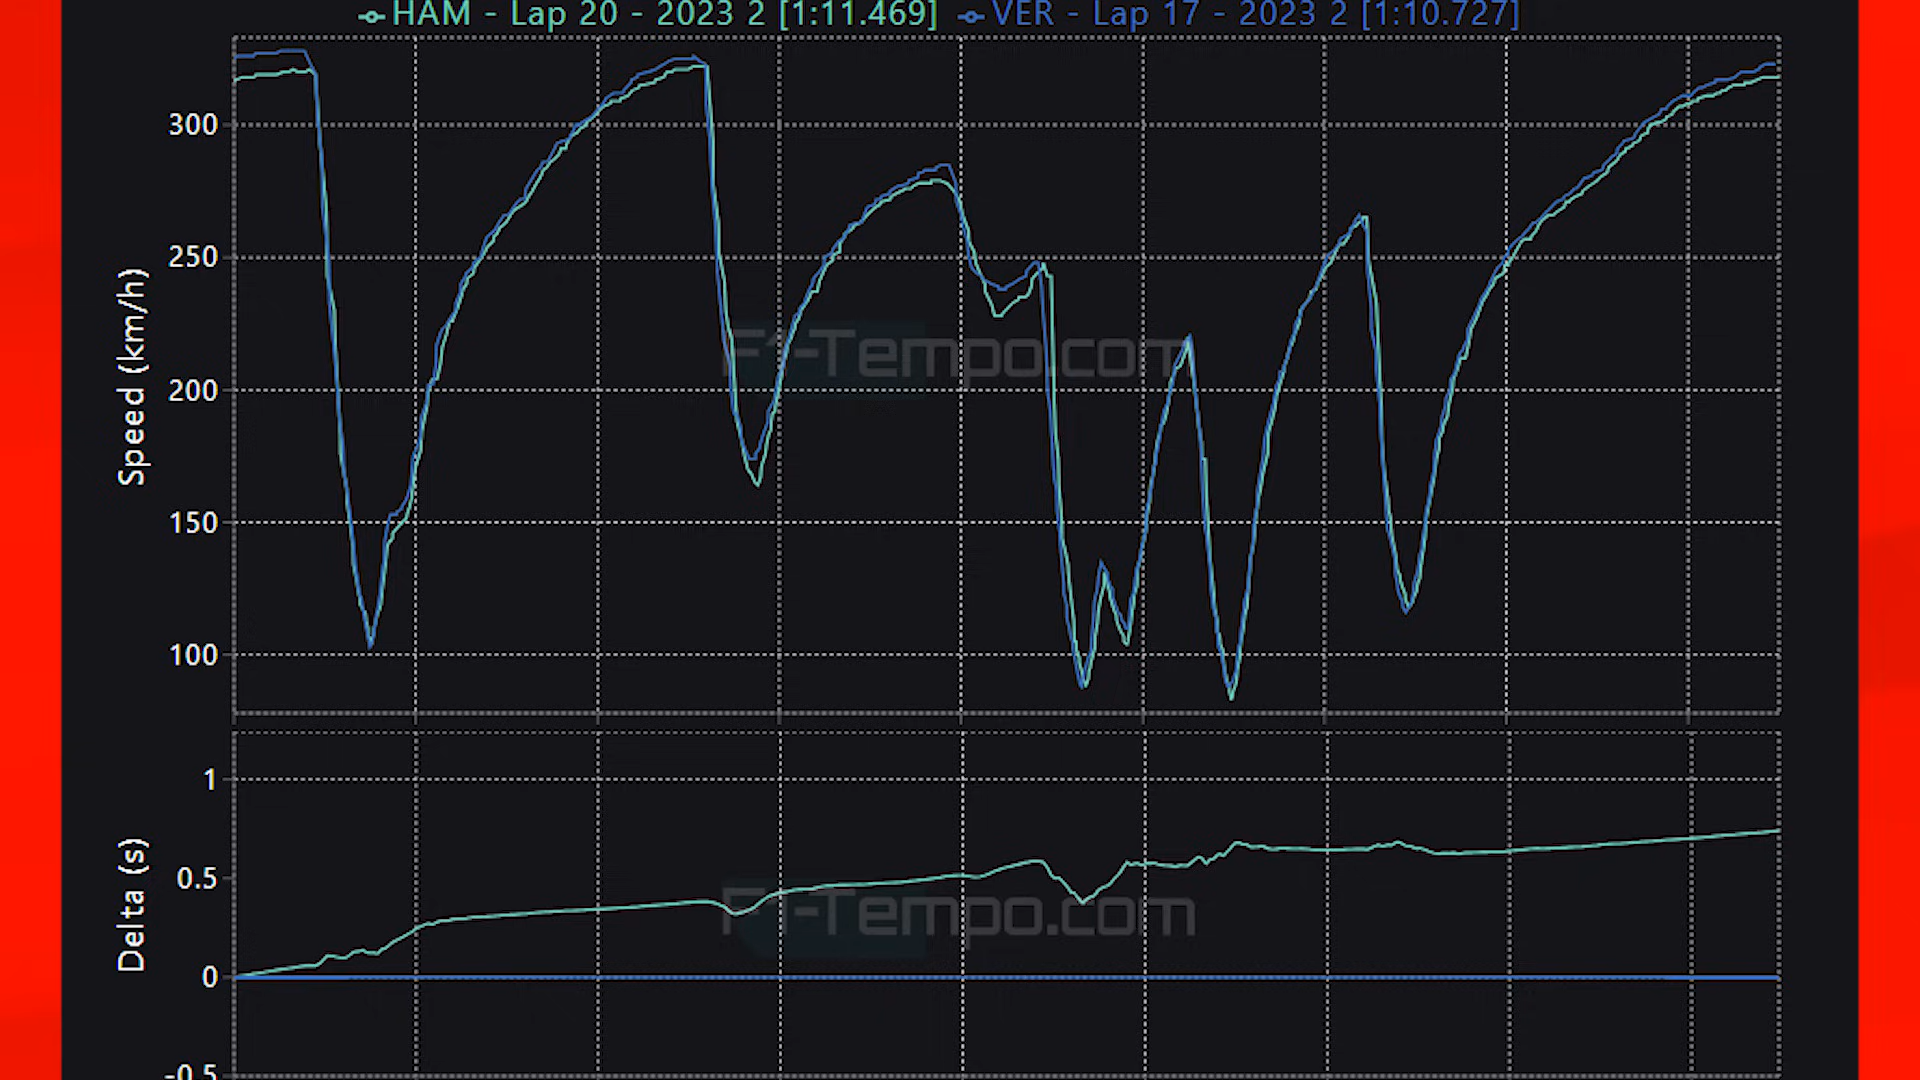 HAM - Lap 20 - 2023 2 [1:11.469] VER - Lap 17 - 2023 2 [1:10.727]
300
250
200
150
100
Speed (km/h)
F1-Tempo.com
1
0.5
0
-0.5
Delta (s)
F1-Tempo.com